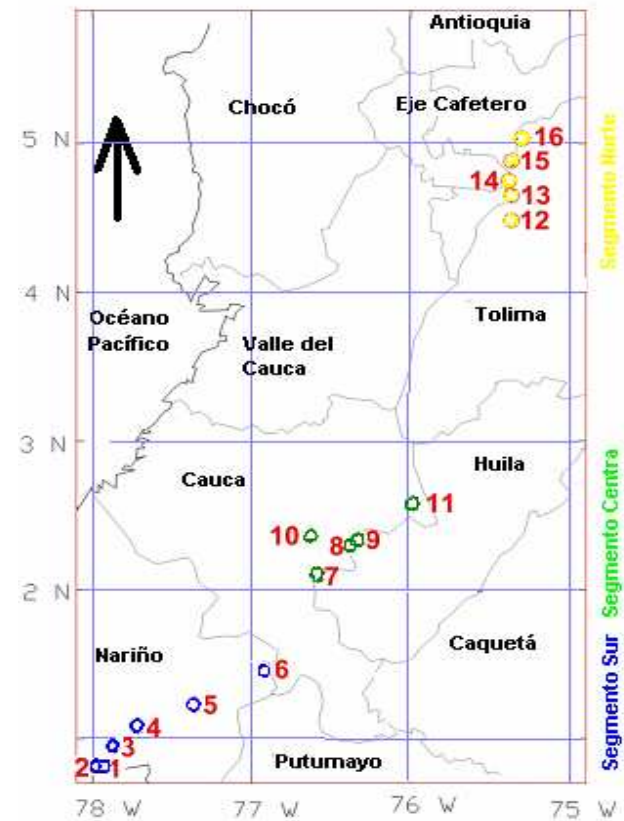 Antioquia
Chocó
Eje Cafetero
5 N
16
15
14
13
12
Segmento Norte
4 N
Océano
Pacífico
Valle del
Cauca
Tolima
3 N
Cauca
Huila
11
10
9
8
7
Segmento Centra
2 N
Caquetá
Nariño
6
5
4
3
2
1
Putumayo
Segmento Sur
78 W
77 W
76 W
75 W